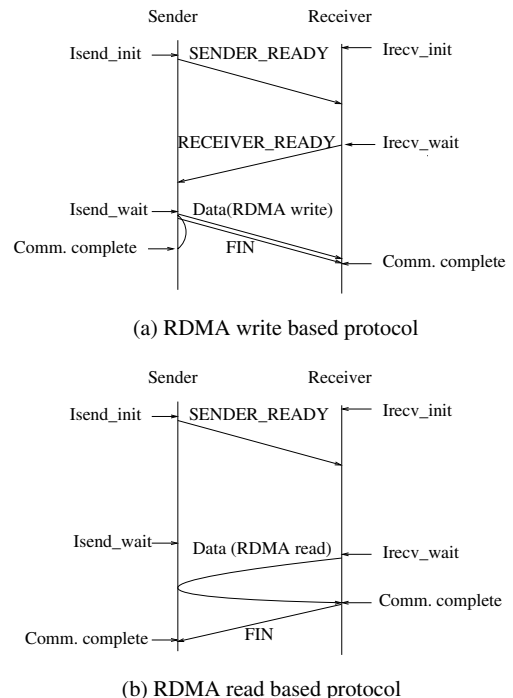 Sender Receiver
Isend_init SENDER_READY Irecv_init
RECEIVER_READY Irecv_wait
Isend_wait Data(RDMA write)
Comm. complete FIN Comm. complete
(a) RDMA write based protocol
Sender Receiver
Isend_init SENDER_READY Irecv_init
Isend_wait Data (RDMA read) Irecv_wait
Comm. complete
Comm. complete FIN
(b) RDMA read based protocol